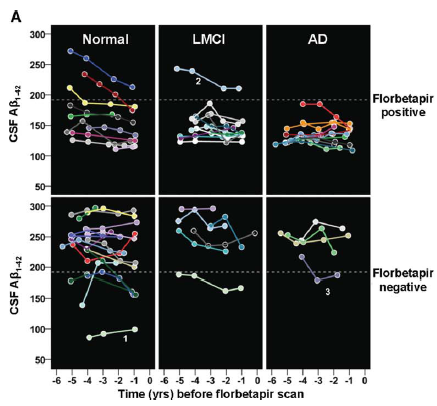 A
Normal LMCI AD
300
250
200
150
100
50
CSF Aβ1-42
2
Florbetapir
positive
300
250
200
150
100
50
CSF Aβ1-42
1
3
Florbetapir
negative
-6 -5 -4 -3 -2 -1 0 -6 -5 -4 -3 -2 -1 0 -6 -5 -4 -3 -2 -1 0
Time (yrs) before florbetapir scan